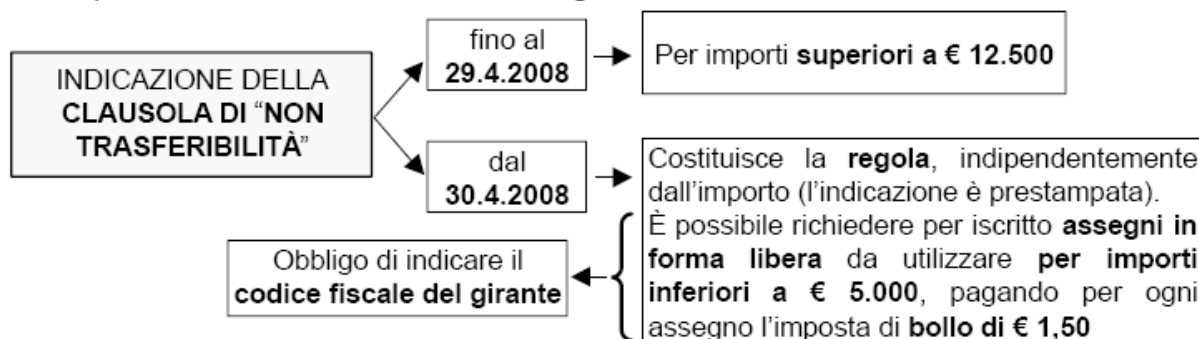 INDICAZIONE DELLA
CLAUSOLA DI “NON
TRASFERIBILITÀ”
fino al
29.4.2008
Per importi superiori a € 12.500
dal
30.4.2008
Costituisce la regola, indipendentemente
dall’importo (l’indicazione è prestampata).
È possibile richiedere per iscritto assegni in
forma libera da utilizzare per importi
inferiori a € 5.000, pagando per ogni
assegno l’imposta di bollo di € 1,50
Obbligo di indicare il
codice fiscale del girante